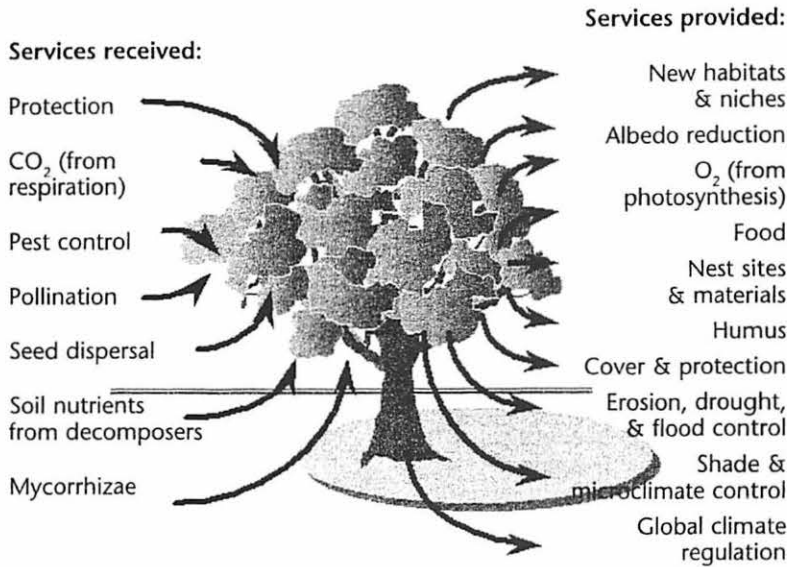 Services received:
Protection
CO₂ (from
respiration)
Pest control
Pollination
Seed dispersal
Soil nutrients
from decomposers
Mycorrhizae
Services provided:
New habitats
& niches
Albedo reduction
O₂ (from
photosynthesis)
Food
Nest sites
& materials
Humus
Cover & protection
Erosion, drought,
& flood control
Shade &
microclimate control
Global climate
regulation